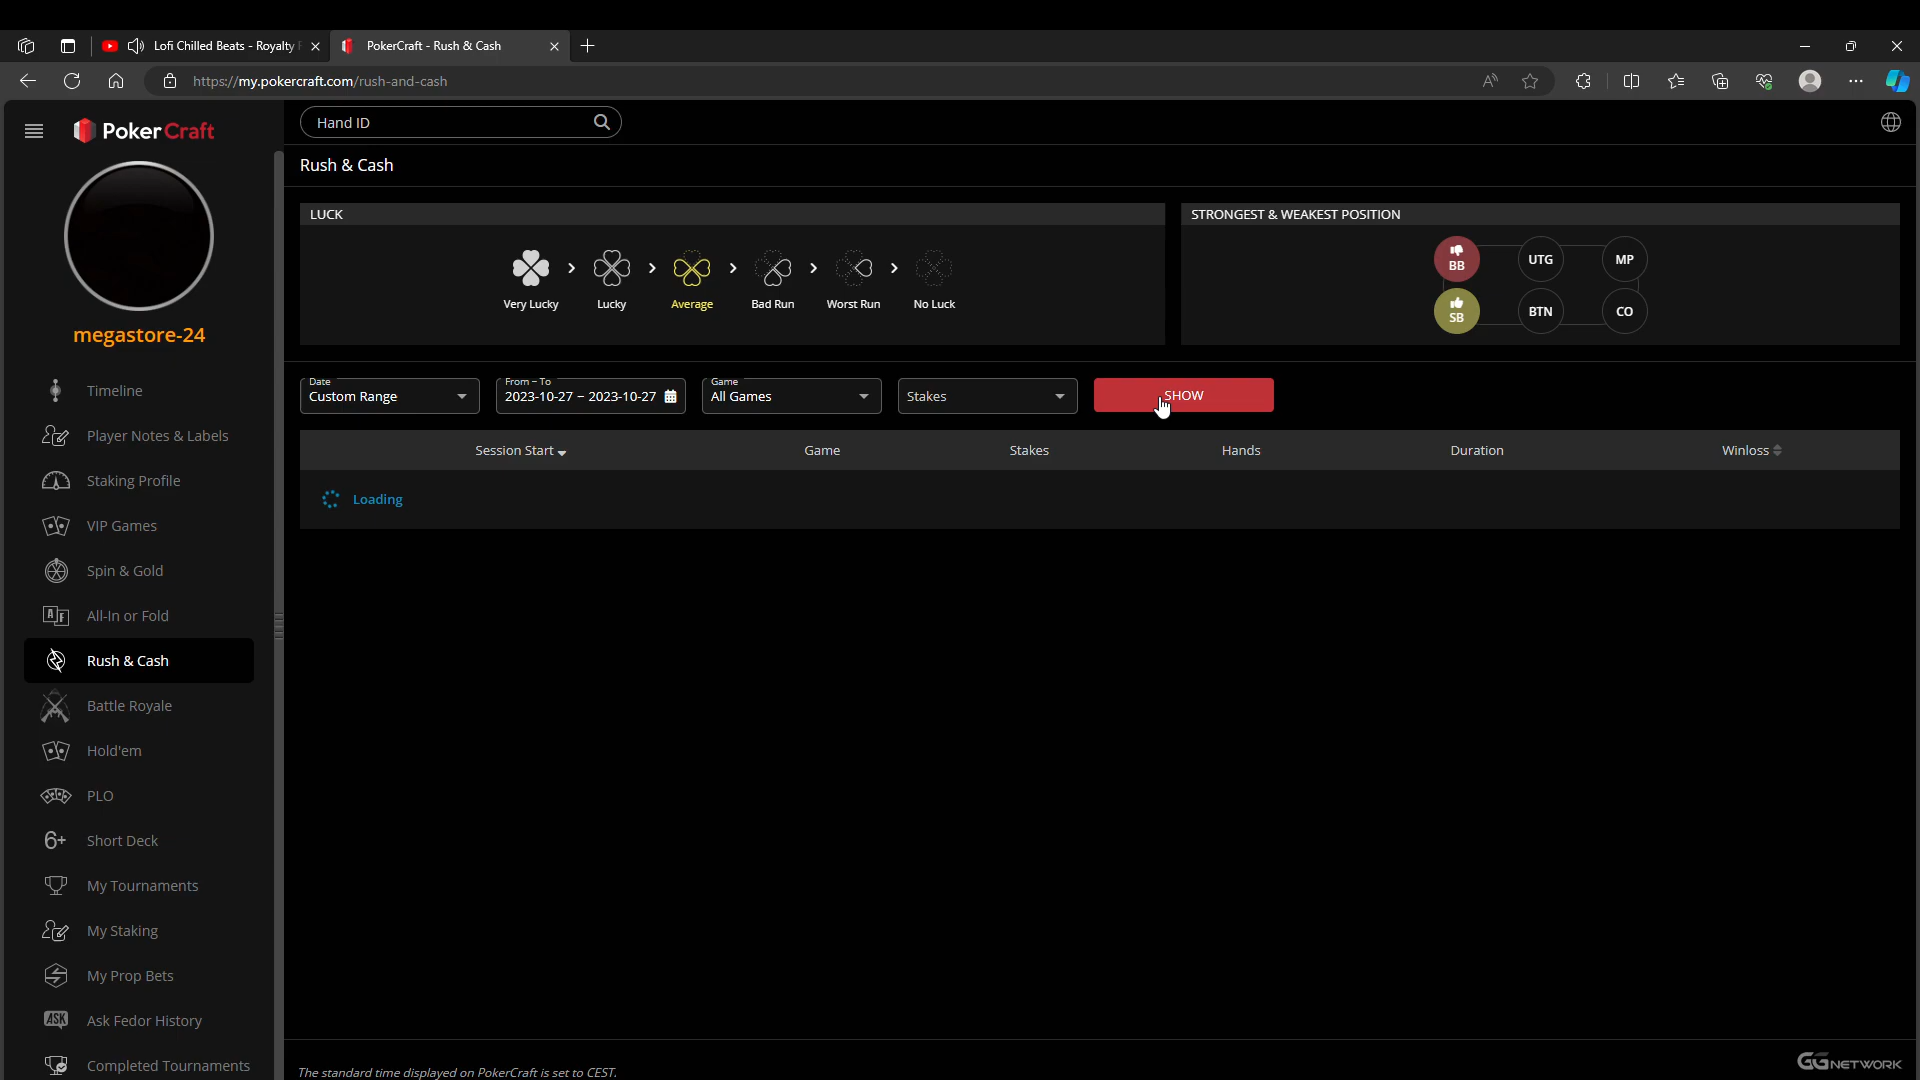 Lofi Chilled Beats - Royalty F
PokerCraft - Rush & Cash
https://my.pokercraft.com/rush-and-cash
PokerCraft
Hand ID
Rush & Cash
LUCK
STRONGEST & WEAKEST POSITION
BB
UTG
MP
Very Lucky
Lucky
Average
Bad Run
Worst Run
No Luck
SB
BTN
CO
megastore-24
Date
Custom Range
From – To
2023-10-27 – 2023-10-27
Game
All Games
Stakes
SHOW
Session Start
Game
Stakes
Hands
Duration
Winloss
Loading
Timeline
Player Notes & Labels
Staking Profile
VIP Games
Spin & Gold
All-In or Fold
Rush & Cash
Battle Royale
Hold'em
PLO
6+ Short Deck
My Tournaments
My Staking
My Prop Bets
ASK Ask Fedor History
Completed Tournaments
The standard time displayed on PokerCraft is set to CEST.
GGNETWORK